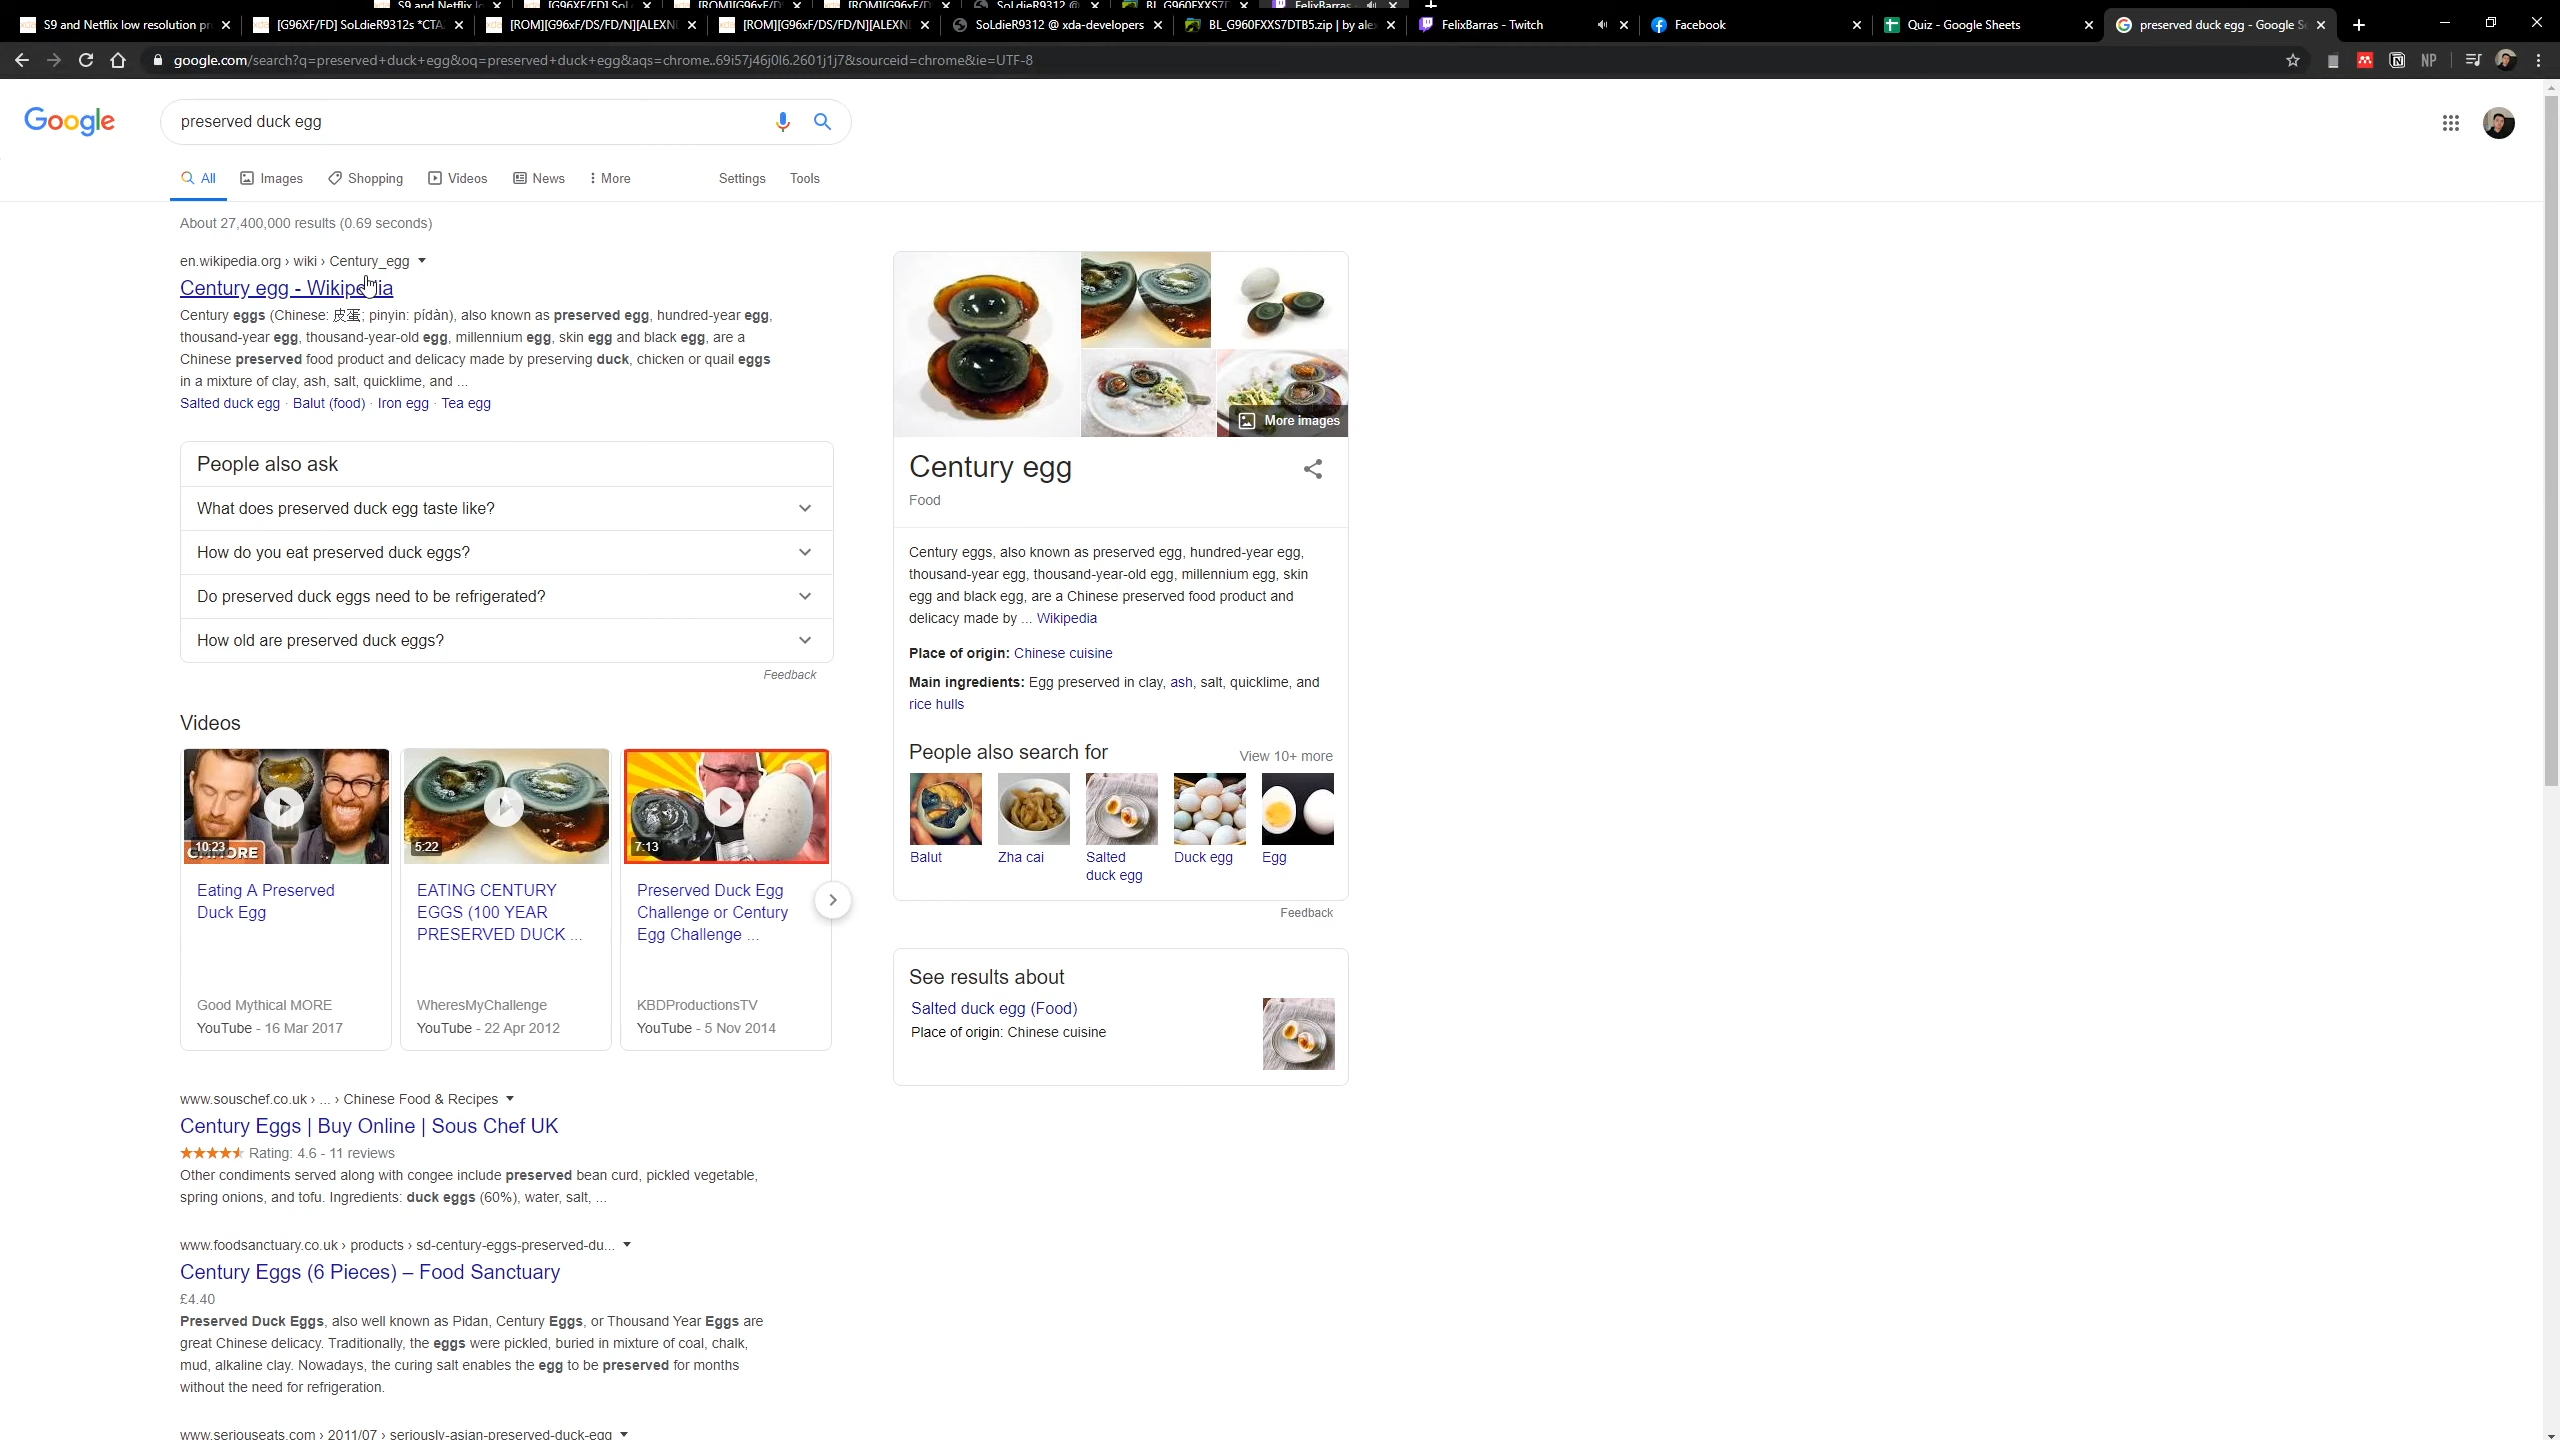 S9 and Netflix low resolution pr
[G96XF/FD] SoLdieR9312s *CTA
[ROM][G96xF/DS/FD/N][ALEXN
[ROM][G96xF/DS/FD/N][ALEXNI
SoLdieR9312 @ xda-developers
BL_G960FXXS7DTB5.zip | by ale
FelixBarras - Twitch
Facebook
Quiz - Google Sheets
preserved duck egg - Google S
google.com/search?q=preserved+duck+egg&oq=preserved+duck+egg&aqs=chrome..69i57j46j0l6.2601j1j7&sourceid=chrome&ie=UTF-8
NP
Google
preserved duck egg
All
Images
Shopping
Videos
News
More
Settings
Tools
About 27,400,000 results (0.69 seconds)
en.wikipedia.org › wiki › Century_egg
Century egg - Wikipedia
Century eggs (Chinese: 皮蛋; pinyin: pídàn), also known as preserved egg, hundred-year egg,
thousand-year egg, thousand-year-old egg, millennium egg, skin egg and black egg, are a
Chinese preserved food product and delicacy made by preserving duck, chicken or quail eggs
in a mixture of clay, ash, salt, quicklime, and ...
Salted duck egg · Balut (food) · Iron egg · Tea egg
People also ask
What does preserved duck egg taste like?
How do you eat preserved duck eggs?
Do preserved duck eggs need to be refrigerated?
How old are preserved duck eggs?
Feedback
Videos
10:23
5:22
7:13
Eating A Preserved
Duck Egg
Good Mythical MORE
YouTube - 16 Mar 2017
EATING CENTURY
EGGS (100 YEAR
PRESERVED DUCK ...
WheresMyChallenge
YouTube - 22 Apr 2012
Preserved Duck Egg
Challenge or Century
Egg Challenge ...
KBDProductionsTV
YouTube - 5 Nov 2014
www.souschef.co.uk › ... › Chinese Food & Recipes
Century Eggs | Buy Online | Sous Chef UK
Rating: 4.6 - 11 reviews
Other condiments served along with congee include preserved bean curd, pickled vegetable,
spring onions, and tofu. Ingredients: duck eggs (60%), water, salt, ...
www.foodsanctuary.co.uk › products › sd-century-eggs-preserved-du...
Century Eggs (6 Pieces) – Food Sanctuary
£4.40
Preserved Duck Eggs, also well known as Pidan, Century Eggs, or Thousand Year Eggs are
great Chinese delicacy. Traditionally, the eggs were pickled, buried in mixture of coal, chalk,
mud, alkaline clay. Nowadays, the curing salt enables the egg to be preserved for months
without the need for refrigeration.
www.seriouseats.com › 2011/07 › seriously-asian-preserved-duck-egg
More images
Century egg
Food
Century eggs, also known as preserved egg, hundred-year egg,
thousand-year egg, thousand-year-old egg, millennium egg, skin
egg and black egg, are a Chinese preserved food product and
delicacy made by ... Wikipedia
Place of origin: Chinese cuisine
Main ingredients: Egg preserved in clay, ash, salt, quicklime, and
rice hulls
People also search for
View 10+ more
Balut
Zha cai
Salted
duck egg
Duck egg
Egg
Feedback
See results about
Salted duck egg (Food)
Place of origin: Chinese cuisine